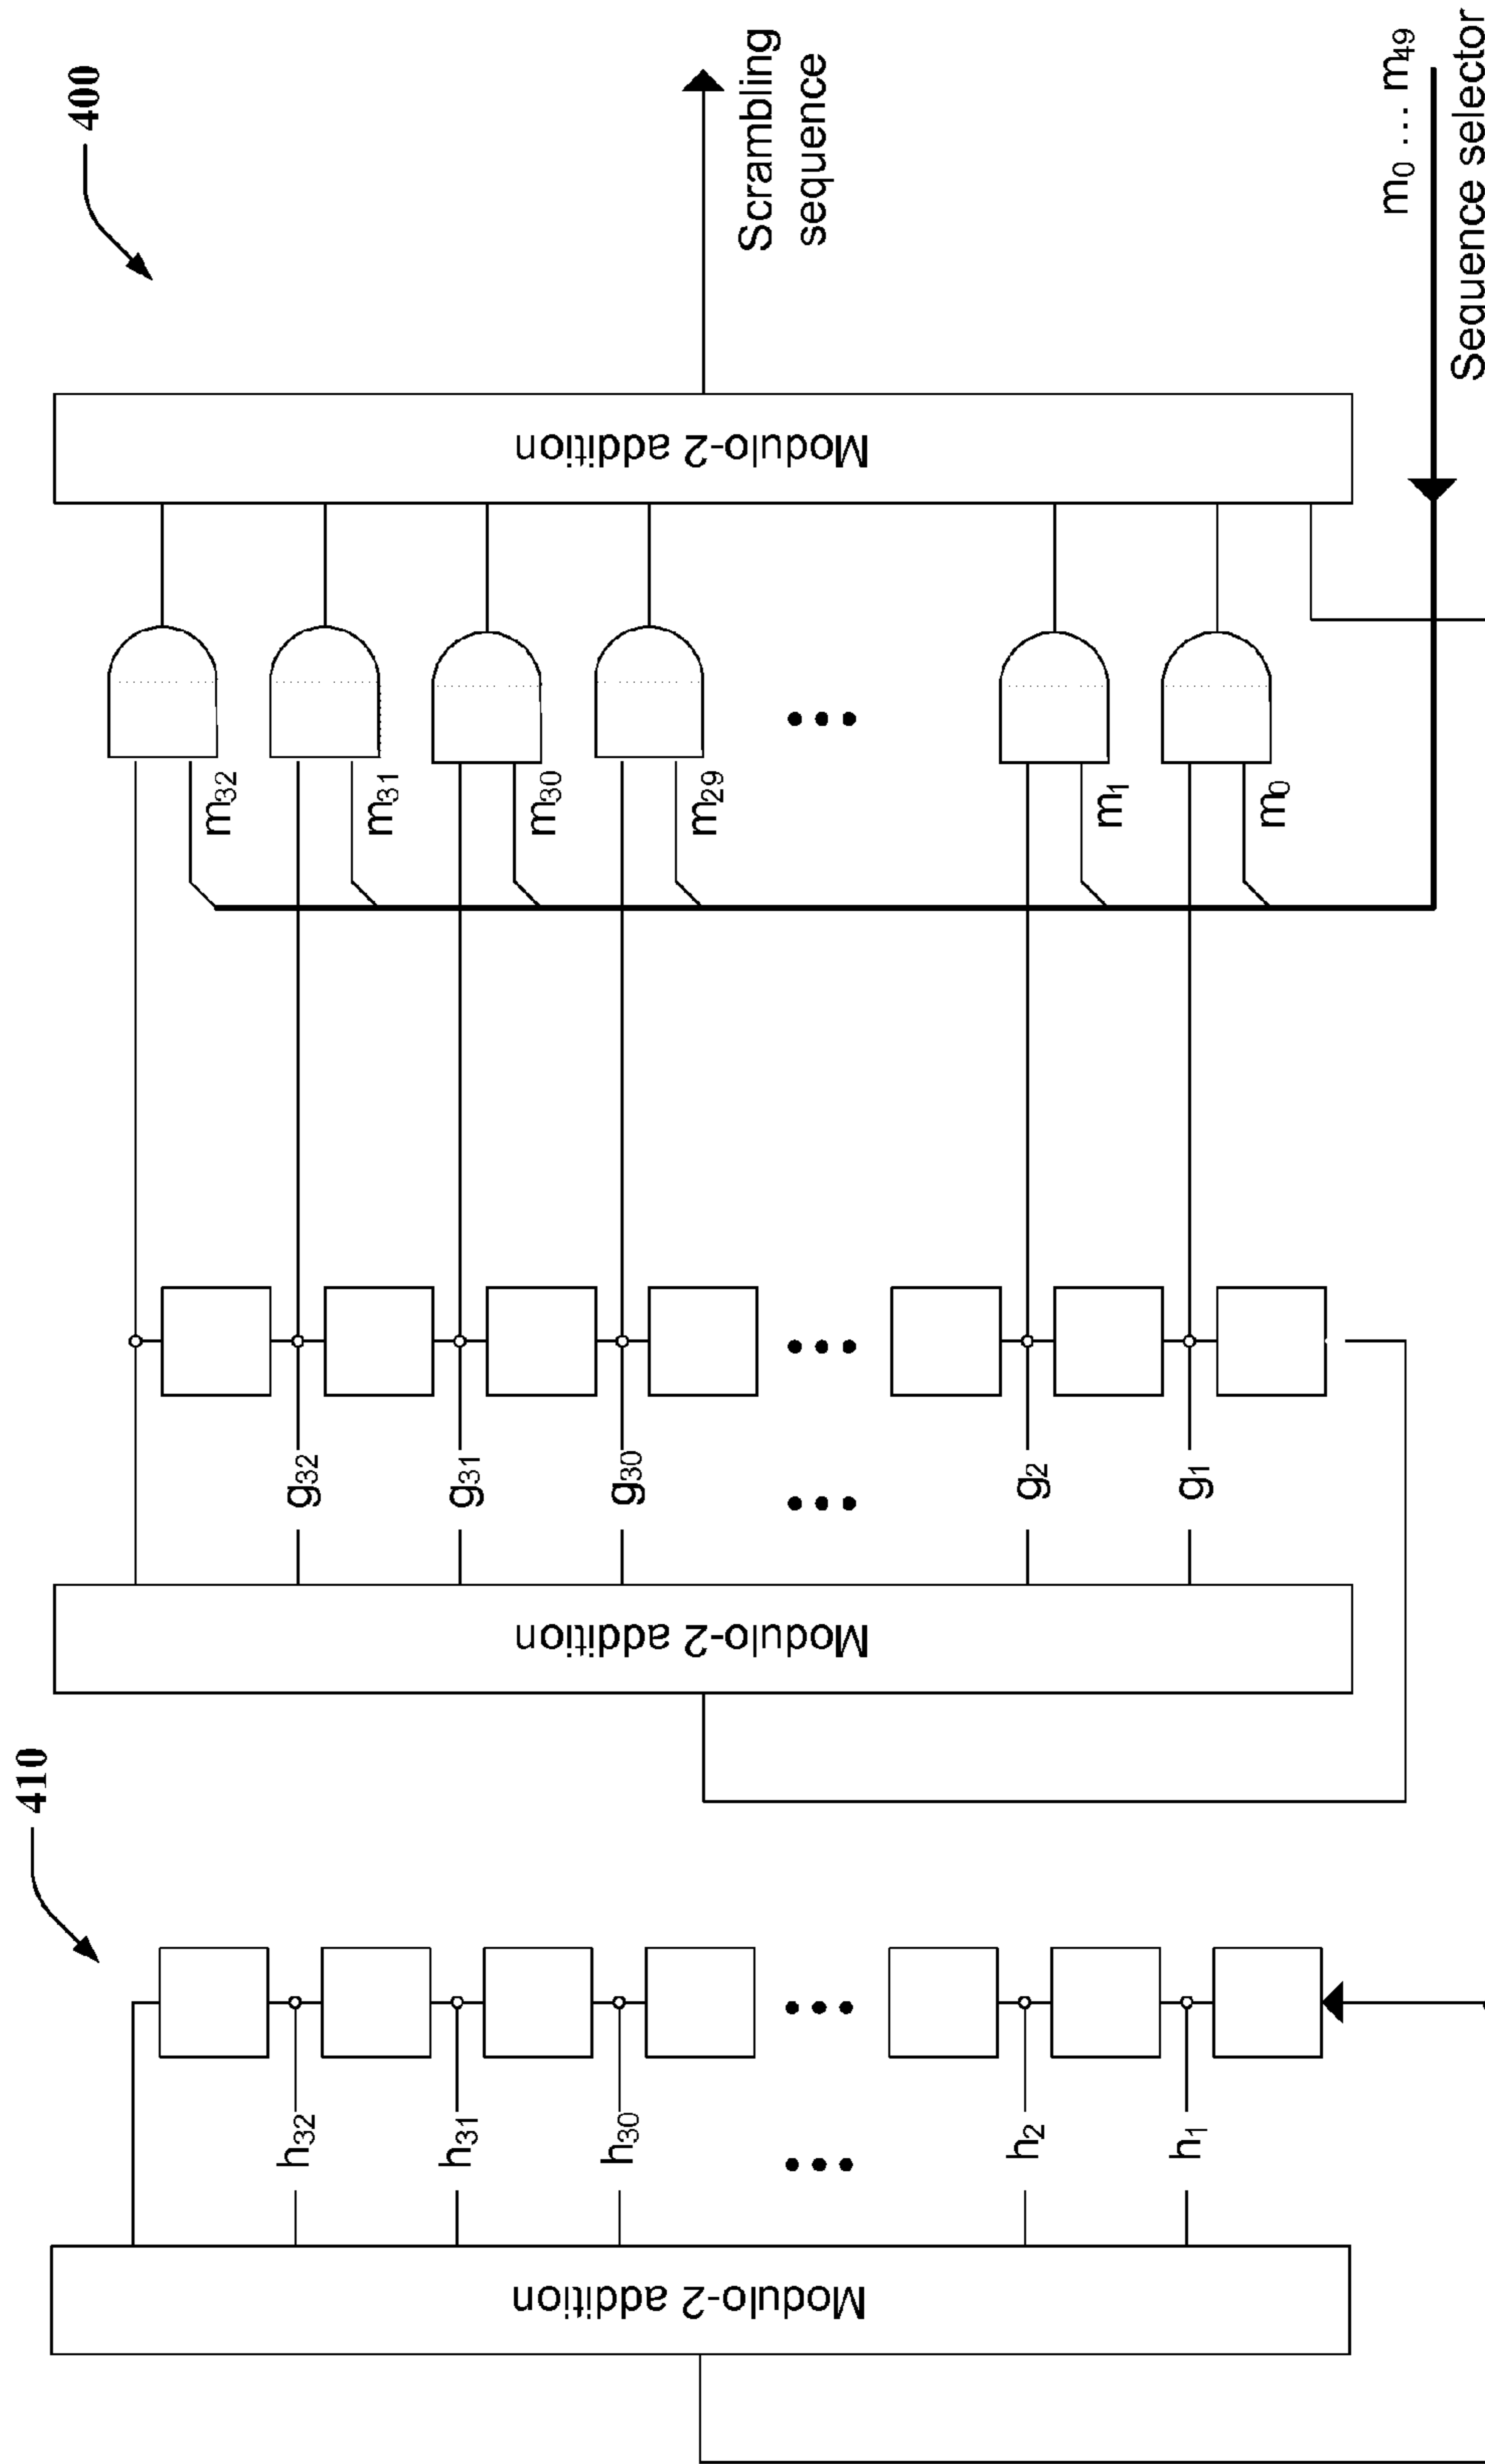 400
Scrambling
sequence
m0 ... m49
Sequence selector
Modulo-2 addition
m32
m31
m30
m29
m1
m0
g32
g31
g30
g2
g1
Modulo-2 addition
410
h32
h31
h30
h2
h1
Modulo-2 addition